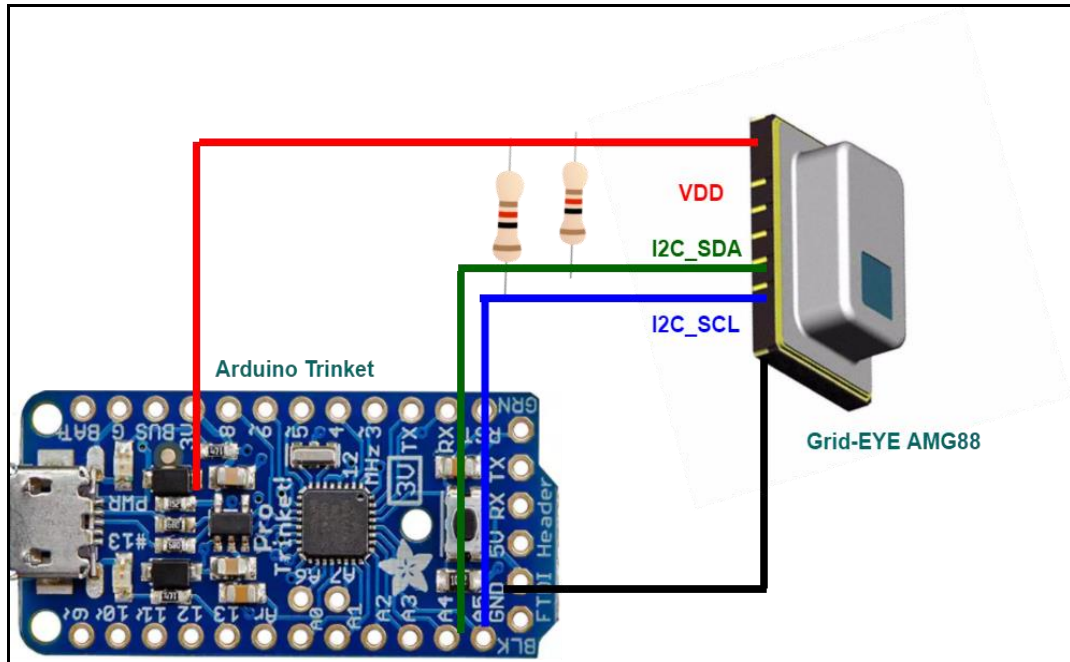 VDD
I2C_SDA
I2C_SCL
Arduino Trinket
Grid-EYE AMG88
BAT G BUS 3V 8 ~6 ~5 4 ~3 TX RX RST
GRN
PWR
#13
pro
Trinket
12
MHz
3V
A6
A7
5V RX TX
FTDI Header
GND
~9 ~10 ~11 12 13 Ar A0 A1 A2 A3 A4 A5
BLK